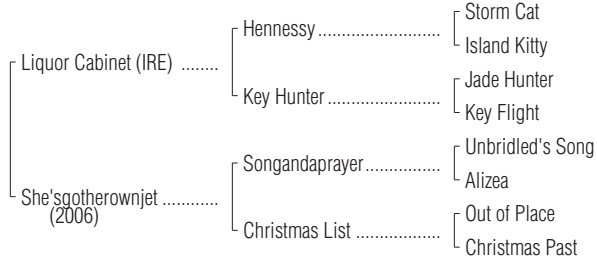 Storm Cat
Hennessy
Island Kitty
Liquor Cabinet (IRE)
Jade Hunter
Key Hunter
Key Flight
Unbridled's Song
Songandaprayer
Alizea
She'sgotherownjet
(2006)
Out of Place
Christmas List
Christmas Past